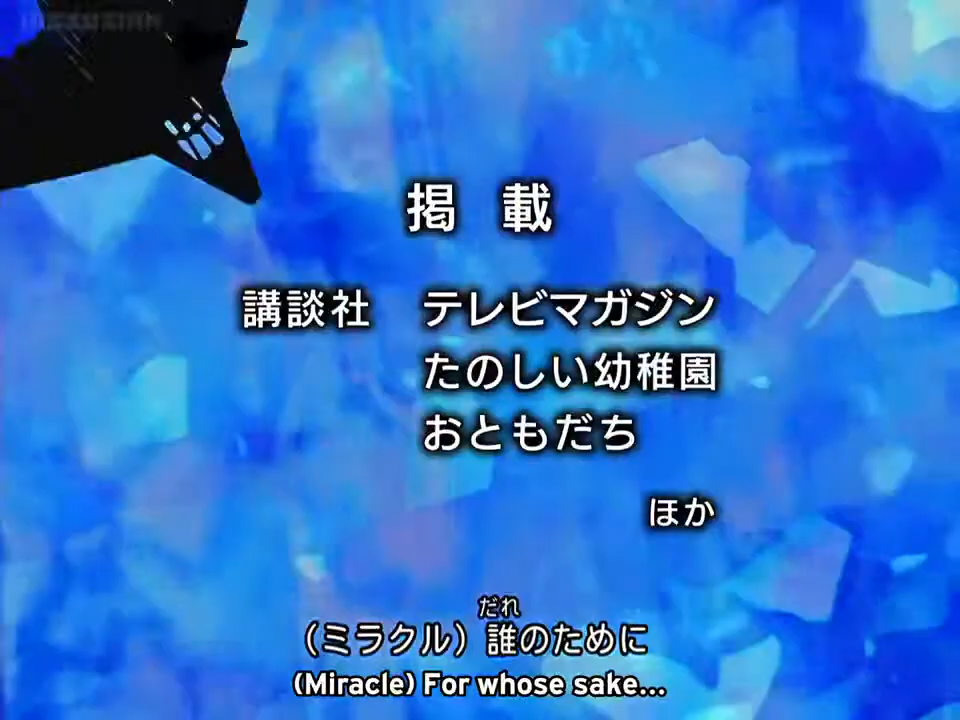 掲 載
講談社 テレビマガジン
たのしい幼稚園
おともだち
ほか
だれ
(ミラクル) 誰のために
(Miracle) For whose sake...